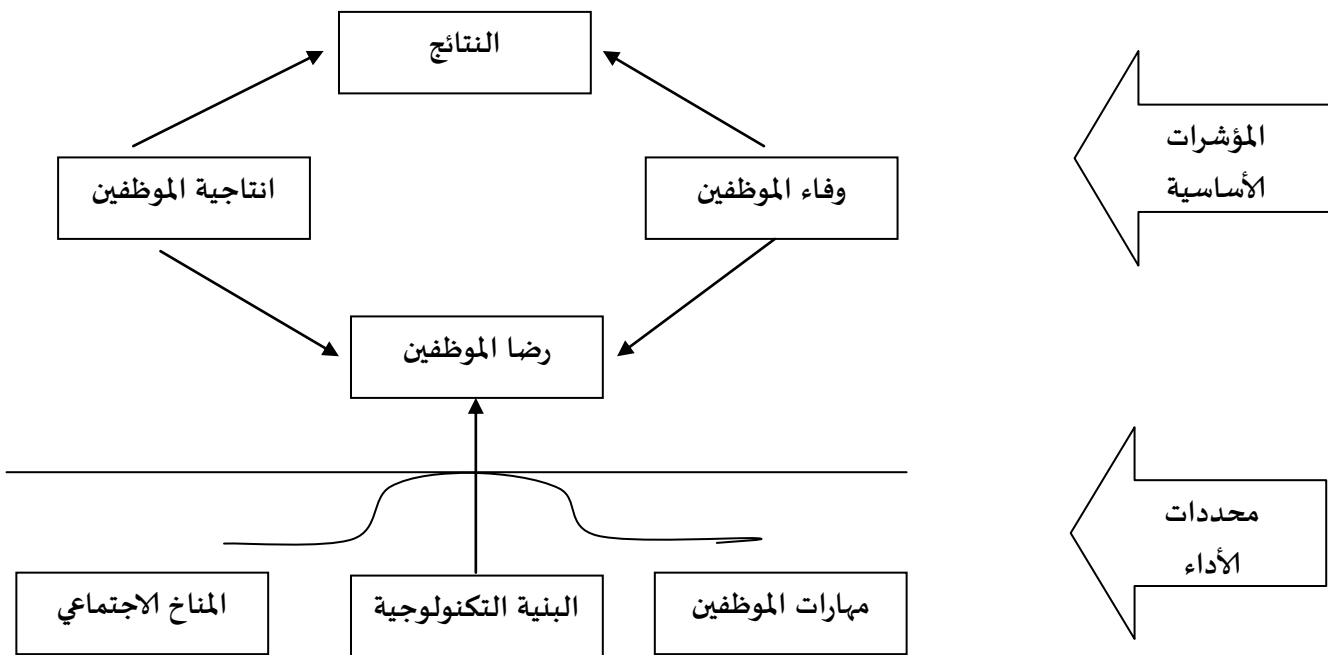 النتائج
المؤشرات
الأساسية
وفاء الموظفين
انتاجية الموظفين
رضا الموظفين
محددات
الأداء
مهارات الموظفين
البنية التكنولوجية
المناخ الاجتماعي